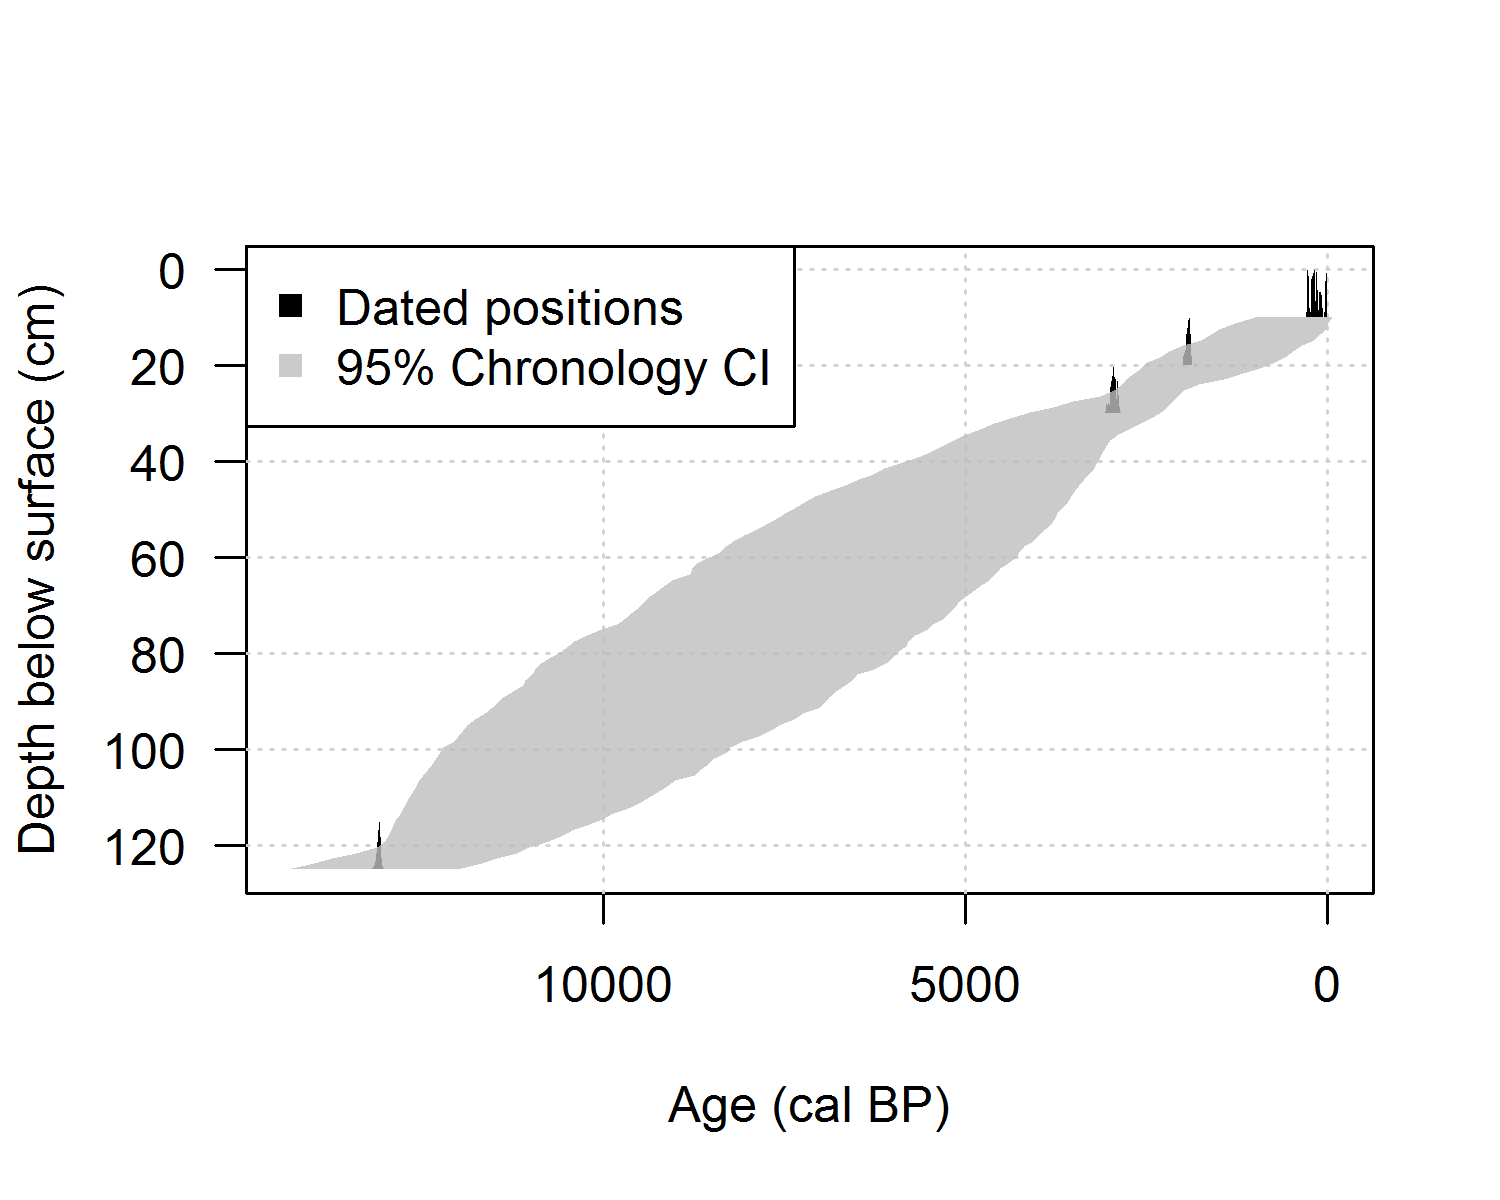 Dated positions
95% Chronology CI
Depth below surface (cm)
0
20
40
60
80
100
120
10000 5000 0
Age (cal BP)